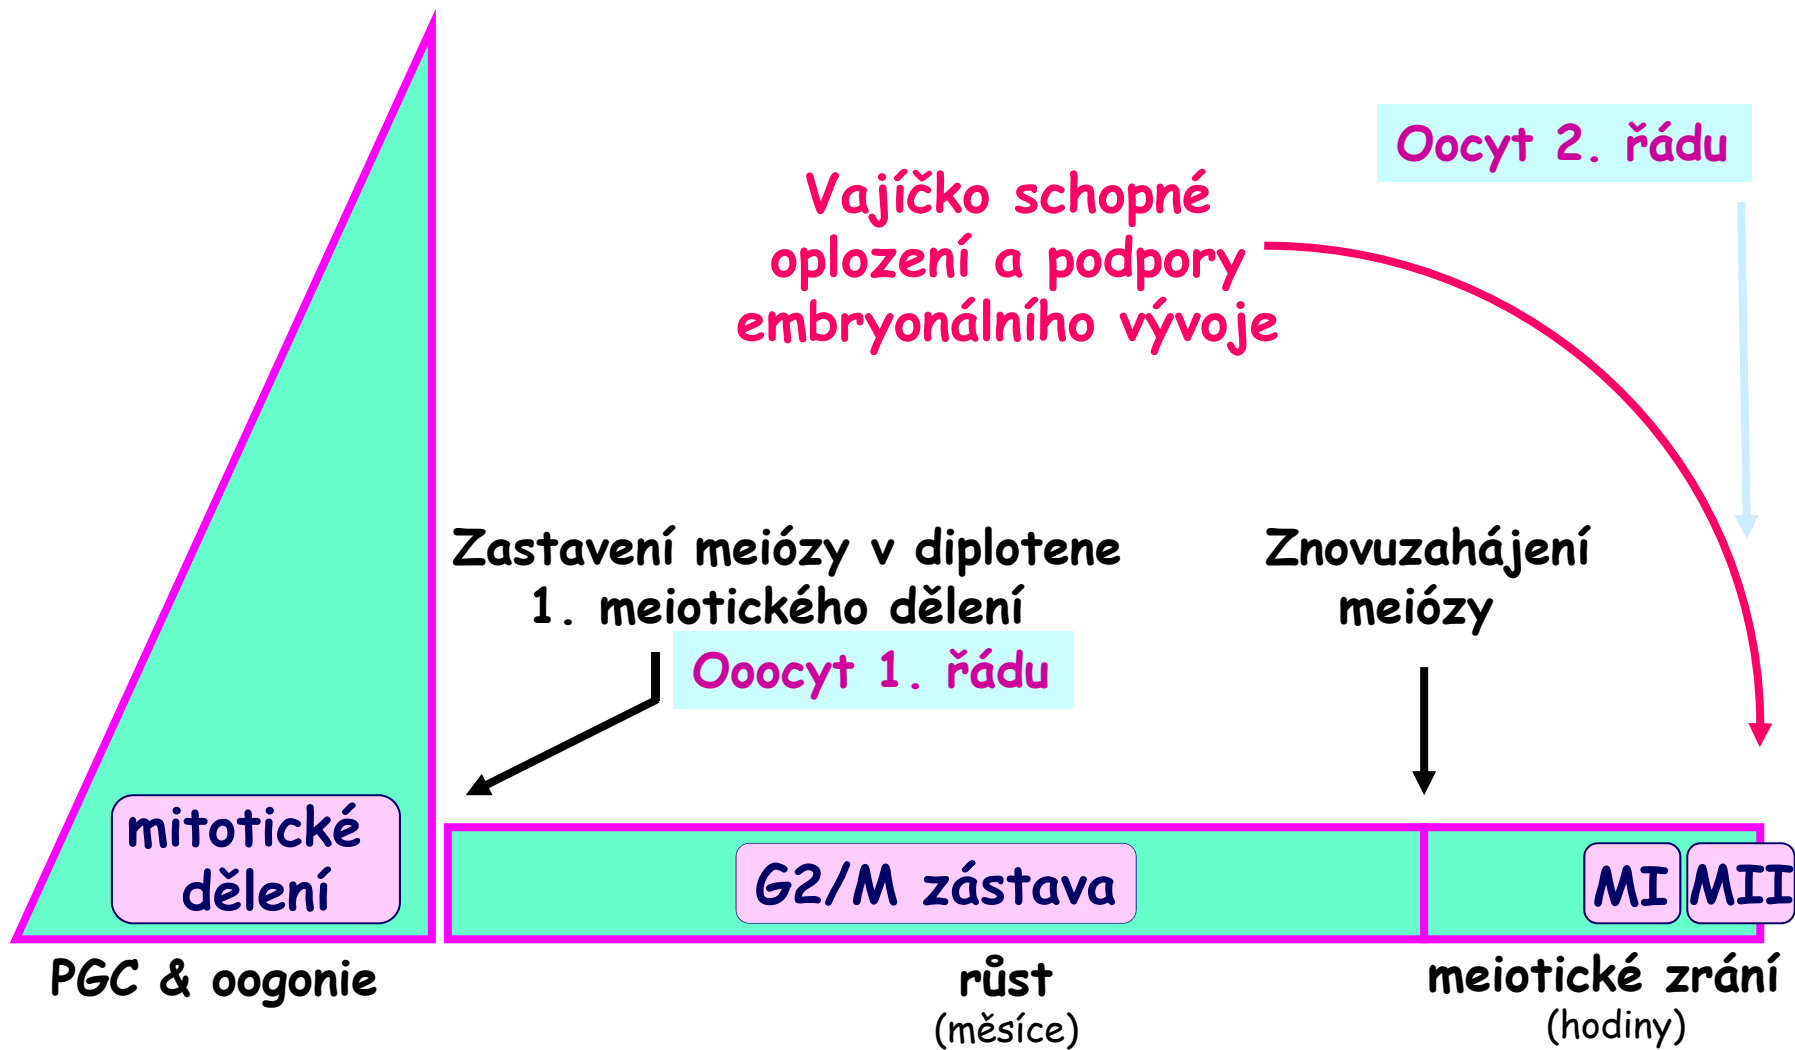 Oocyt 2. řádu
Vajíčko schopné
oplození a podpory
embryonálního vývoje
Zastavení meiózy v diplotene
1. meiotického dělení
Ooocyt 1. řádu
Znovuzahájení
meiózy
mitotické
dělení
G2/M zástava
MI
MII
PGC & oogonie
růst
(měsíce)
meiotické zrání
(hodiny)